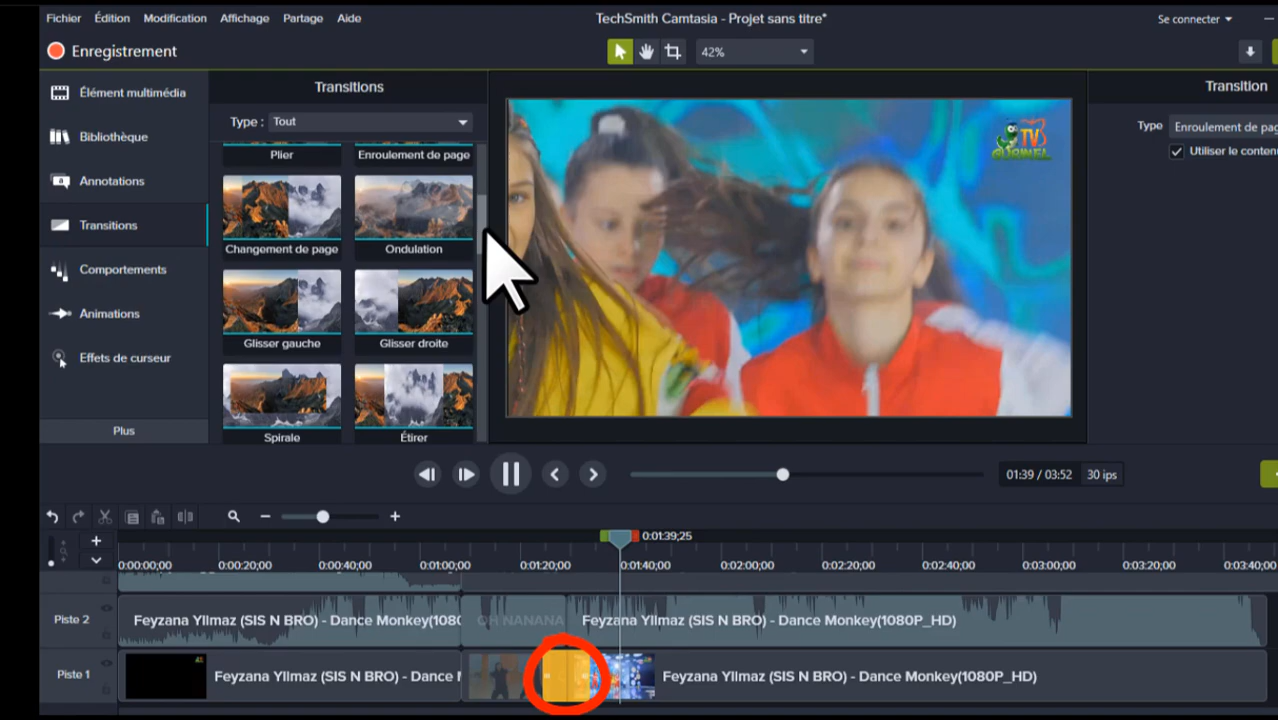 Fichier Édition Modification Affichage Partage Aide
TechSmith Camtasia - Projet sans titre*
Se connecter
Enregistrement
42%
Élément multimédia
Bibliothèque
Annotations
Transitions
Comportements
Animations
Effets de curseur
Plus
Transitions
Type : Tout
Plier Enroulement de page
Changement de page Ondulation
Glisser gauche Glisser droite
Spirale Étirer
TV
Transition
Type Enroulement de pag
Utiliser le conten
01:39 / 03:52 30 ips
0:01:39;25
0:00:00;00 0:00:20;00 0:00:40;00 0:01:00;00 0:01:20;00 0:01:40;00 0:02:00;00 0:02:20;00 0:02:40;00 0:03:00;00 0:03:20;00 0:03:40;00
Piste 2
Feyzana Yllmaz (SIS N BRO) - Dance Monkey(1080
OH NANANA
Feyzana Yllmaz (SIS N BRO) - Dance Monkey(1080P_HD)
Piste 1
Feyzana Yllmaz (SIS N BRO) - Dance M
Feyzana Yllmaz (SIS N BRO) - Dance Monkey(1080P_HD)